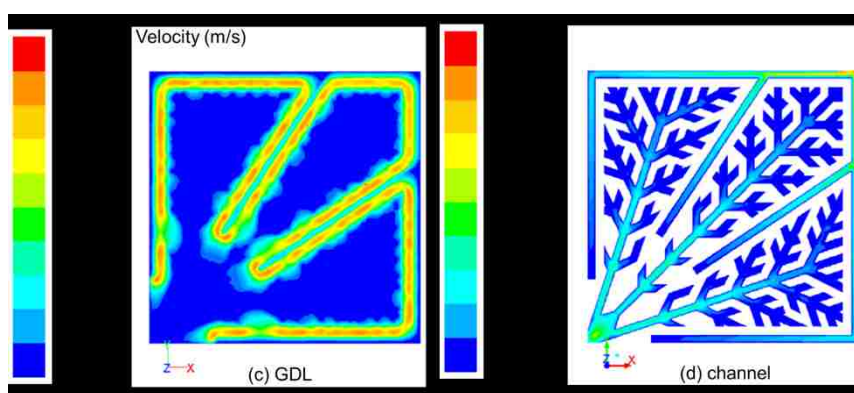 Velocity (m/s)
Y
Z X
(c) GDL
Z X
(d) channel